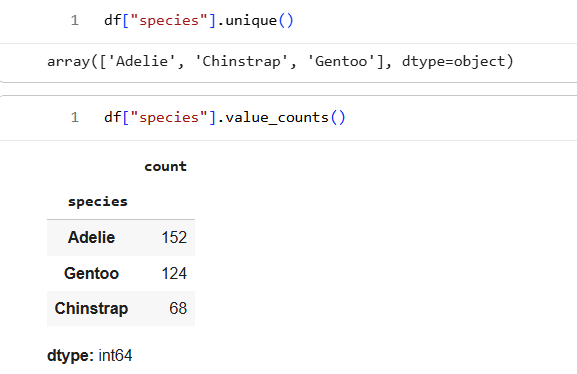 1 df["species"].unique()
array(['Adelie', 'Chinstrap', 'Gentoo'], dtype=object)
1 df["species"].value_counts()
count
species
Adelie 152
Gentoo 124
Chinstrap 68
dtype: int64